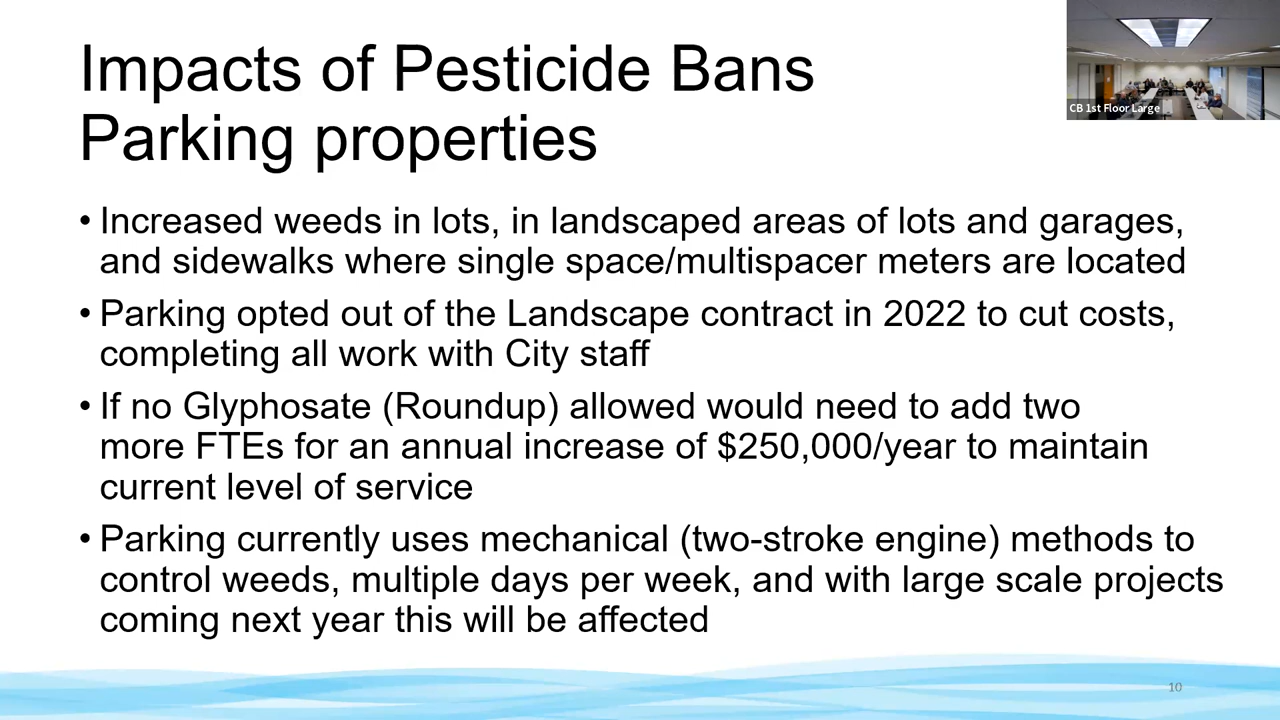 Impacts of Pesticide Bans
Parking properties
CB 1st Floor Large
• Increased weeds in lots, in landscaped areas of lots and garages,
and sidewalks where single space/multispacer meters are located
• Parking opted out of the Landscape contract in 2022 to cut costs,
completing all work with City staff
• If no Glyphosate (Roundup) allowed would need to add two
more FTEs for an annual increase of $250,000/year to maintain
current level of service
• Parking currently uses mechanical (two-stroke engine) methods to
control weeds, multiple days per week, and with large scale projects
coming next year this will be affected
10